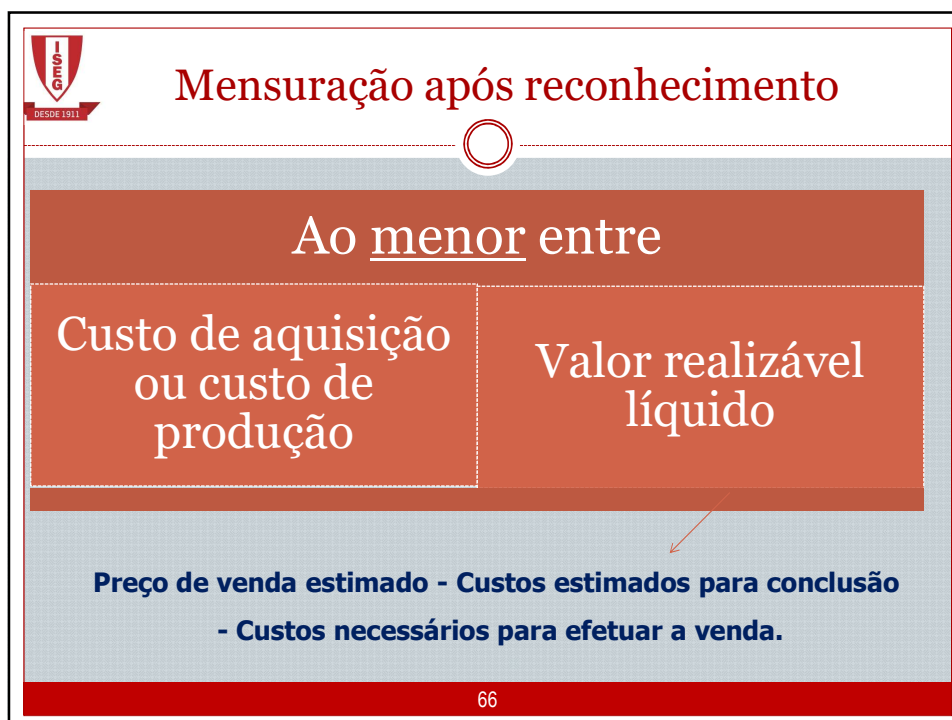 ISEG
DESDE 1911
Mensuração após reconhecimento
Ao menor entre
Custo de aquisição
ou custo de
produção
Valor realizável
líquido
Preço de venda estimado - Custos estimados para conclusão
- Custos necessários para efetuar a venda.
66